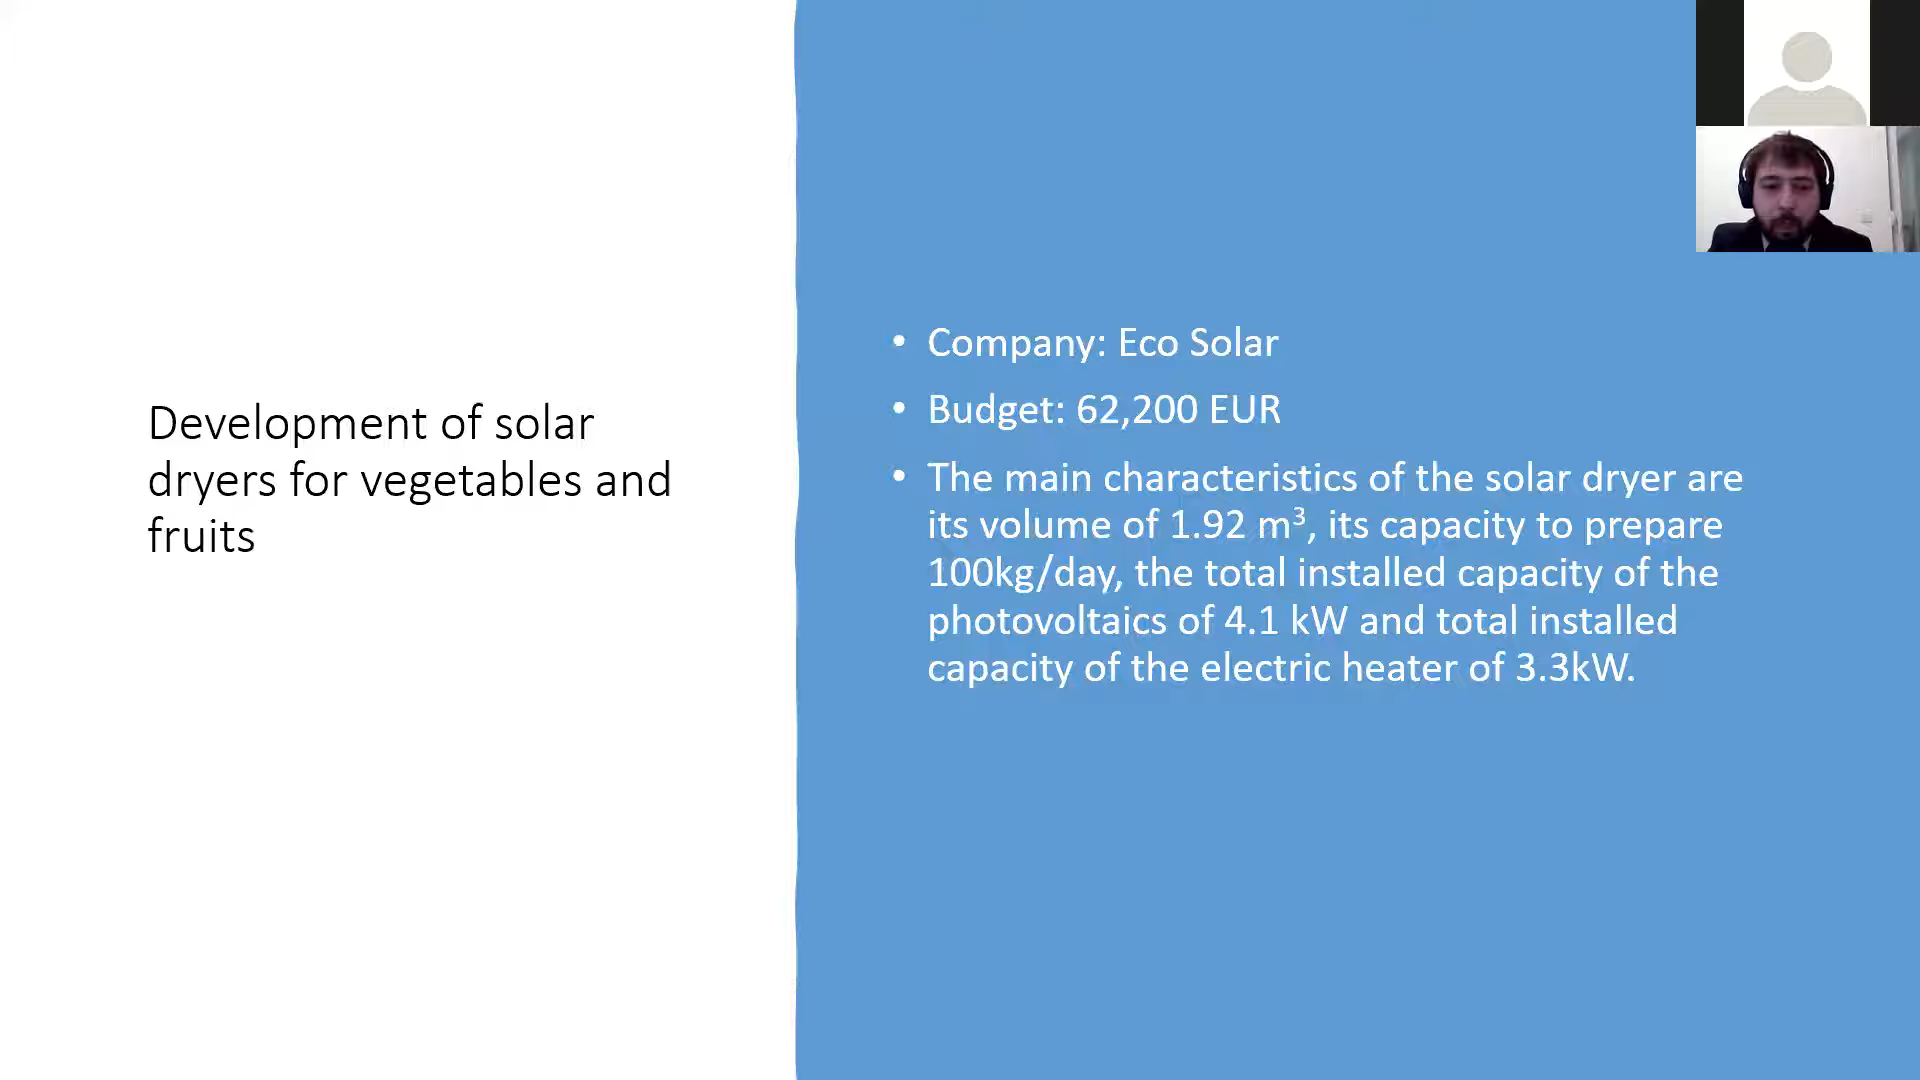 Development of solar
dryers for vegetables and
fruits
• Company: Eco Solar
• Budget: 62,200 EUR
• The main characteristics of the solar dryer are
its volume of 1.92 m³, its capacity to prepare
100kg/day, the total installed capacity of the
photovoltaics of 4.1 kW and total installed
capacity of the electric heater of 3.3kW.